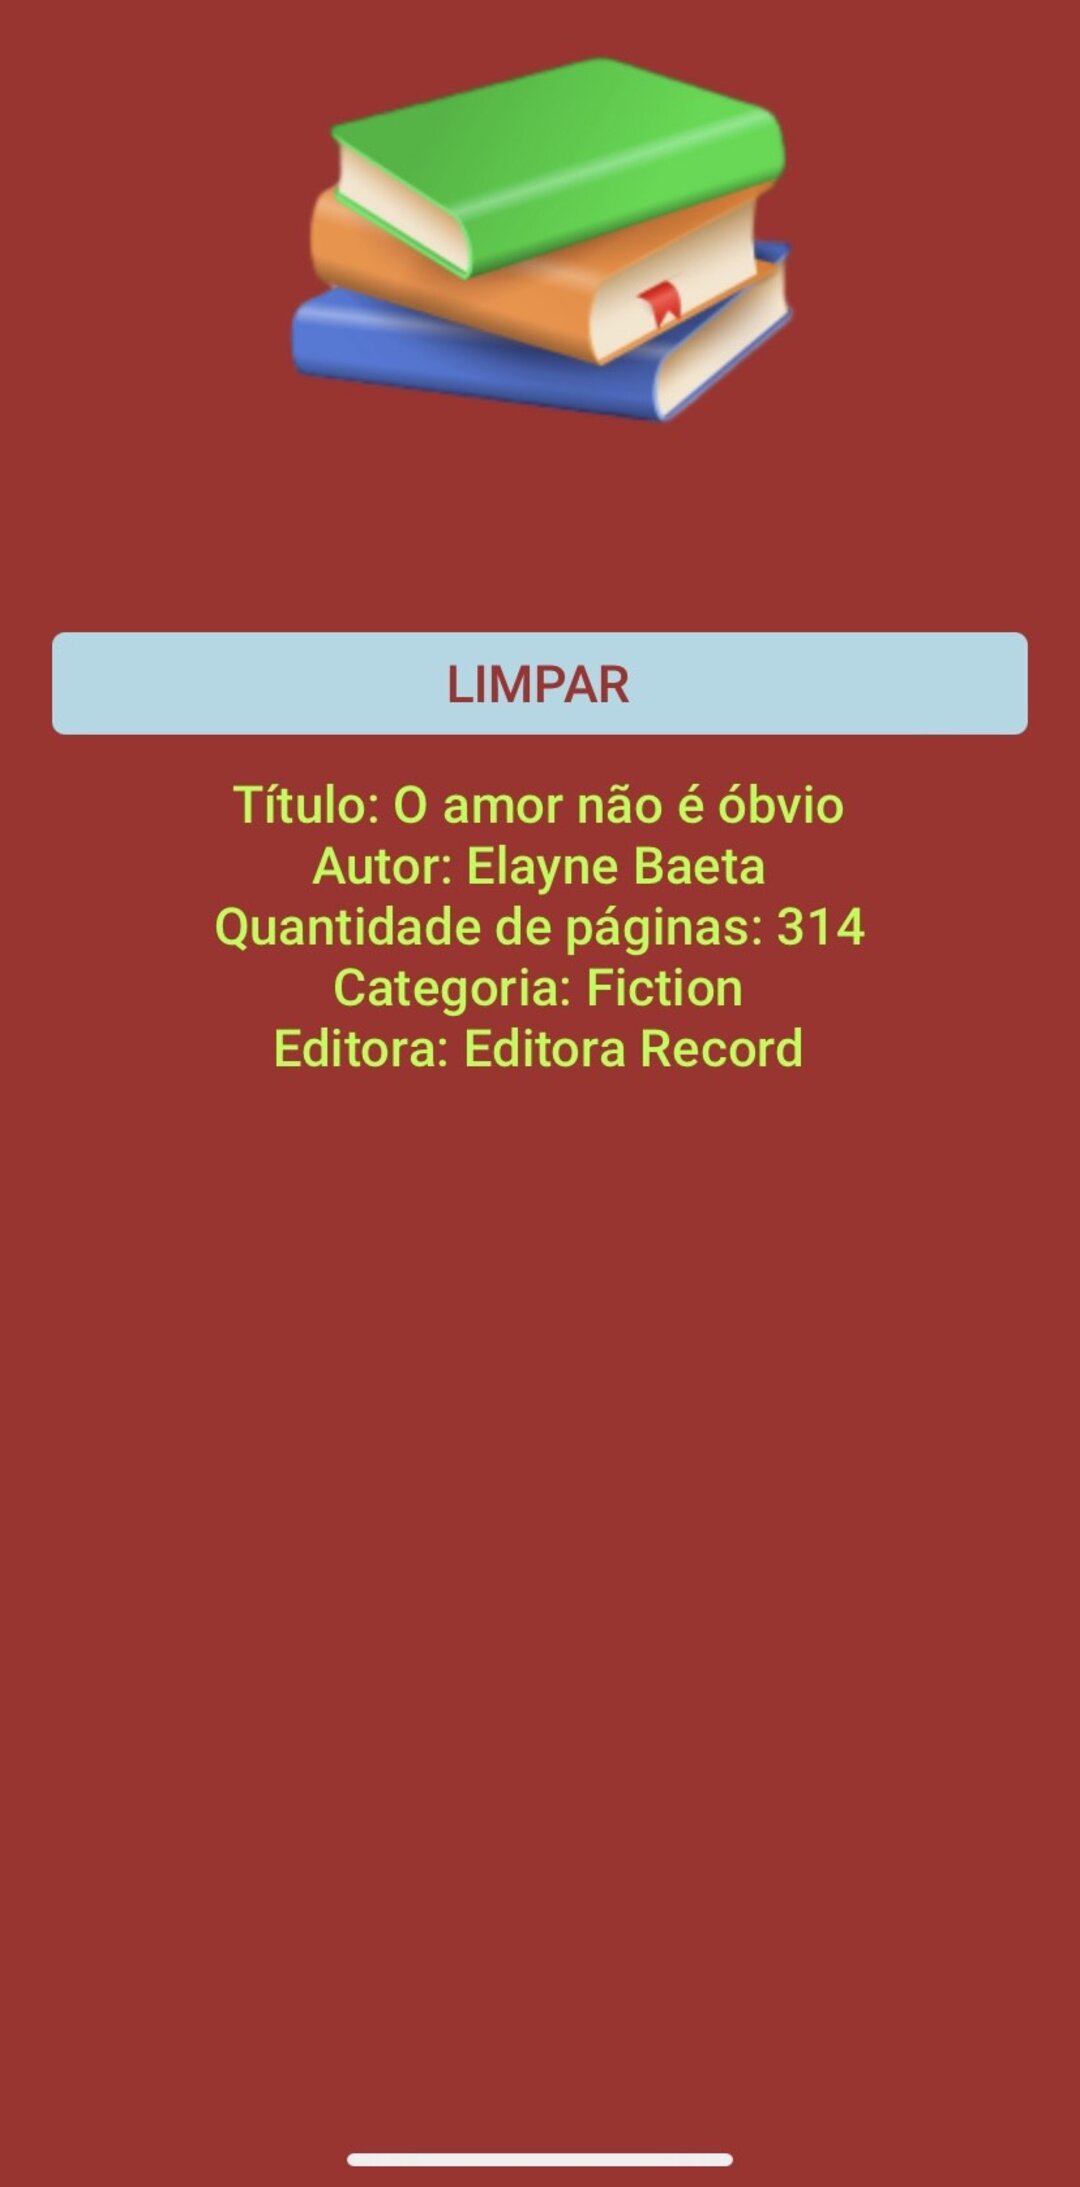 LIMPAR
Título: O amor não é óbvio
Autor: Elayne Baeta
Quantidade de páginas: 314
Categoria: Fiction
Editora: Editora Record